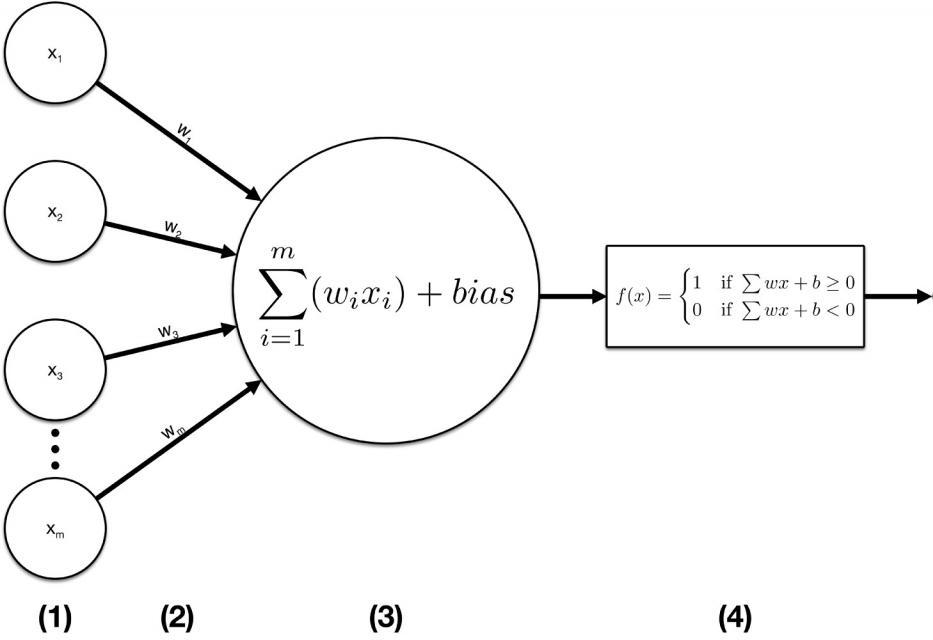 x₁
w₁
x₂
w₂
∑ᵢ₌₁ᵐ (wᵢxᵢ) + bias
f(x) = { 1 if ∑ wx + b ≥ 0
0 if ∑ wx + b < 0
x₃
w₃
xₘ
wₘ
(1) (2) (3) (4)